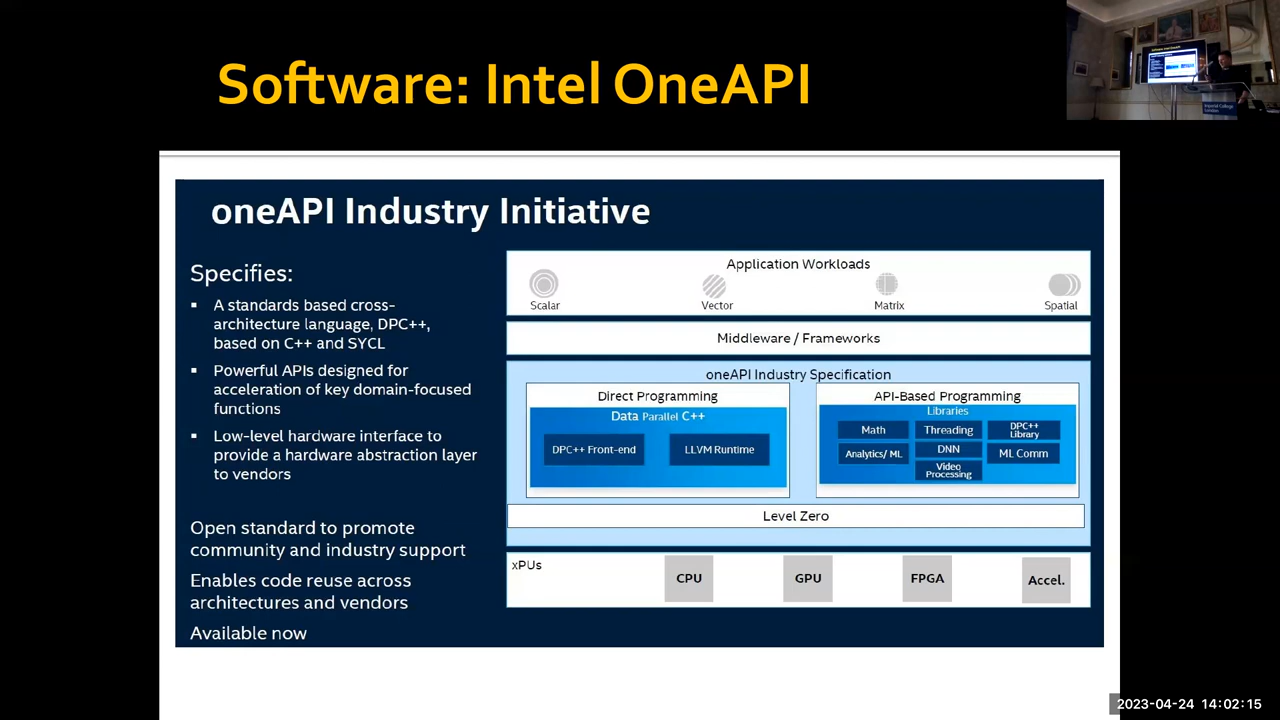 Software: Intel OneAPI
oneAPI Industry Initiative
Specifies:
▪ A standards based cross-
architecture language, DPC++,
based on C++ and SYCL
▪ Powerful APIs designed for
acceleration of key domain-focused
functions
▪ Low-level hardware interface to
provide a hardware abstraction layer
to vendors
Open standard to promote
community and industry support
Enables code reuse across
architectures and vendors
Available now
Application Workloads
Scalar
Vector
Matrix
Spatial
Middleware / Frameworks
oneAPI Industry Specification
Direct Programming
Data Parallel C++
DPC++ Front-end
LLVM Runtime
API-Based Programming
Libraries
Math
Threading
DPC++
Library
Analytics/ ML
DNN
ML Comm
Video
Processing
Level Zero
xPUs
CPU
GPU
FPGA
Accel.
Imperial College
London
2023-04-24 14:02:15